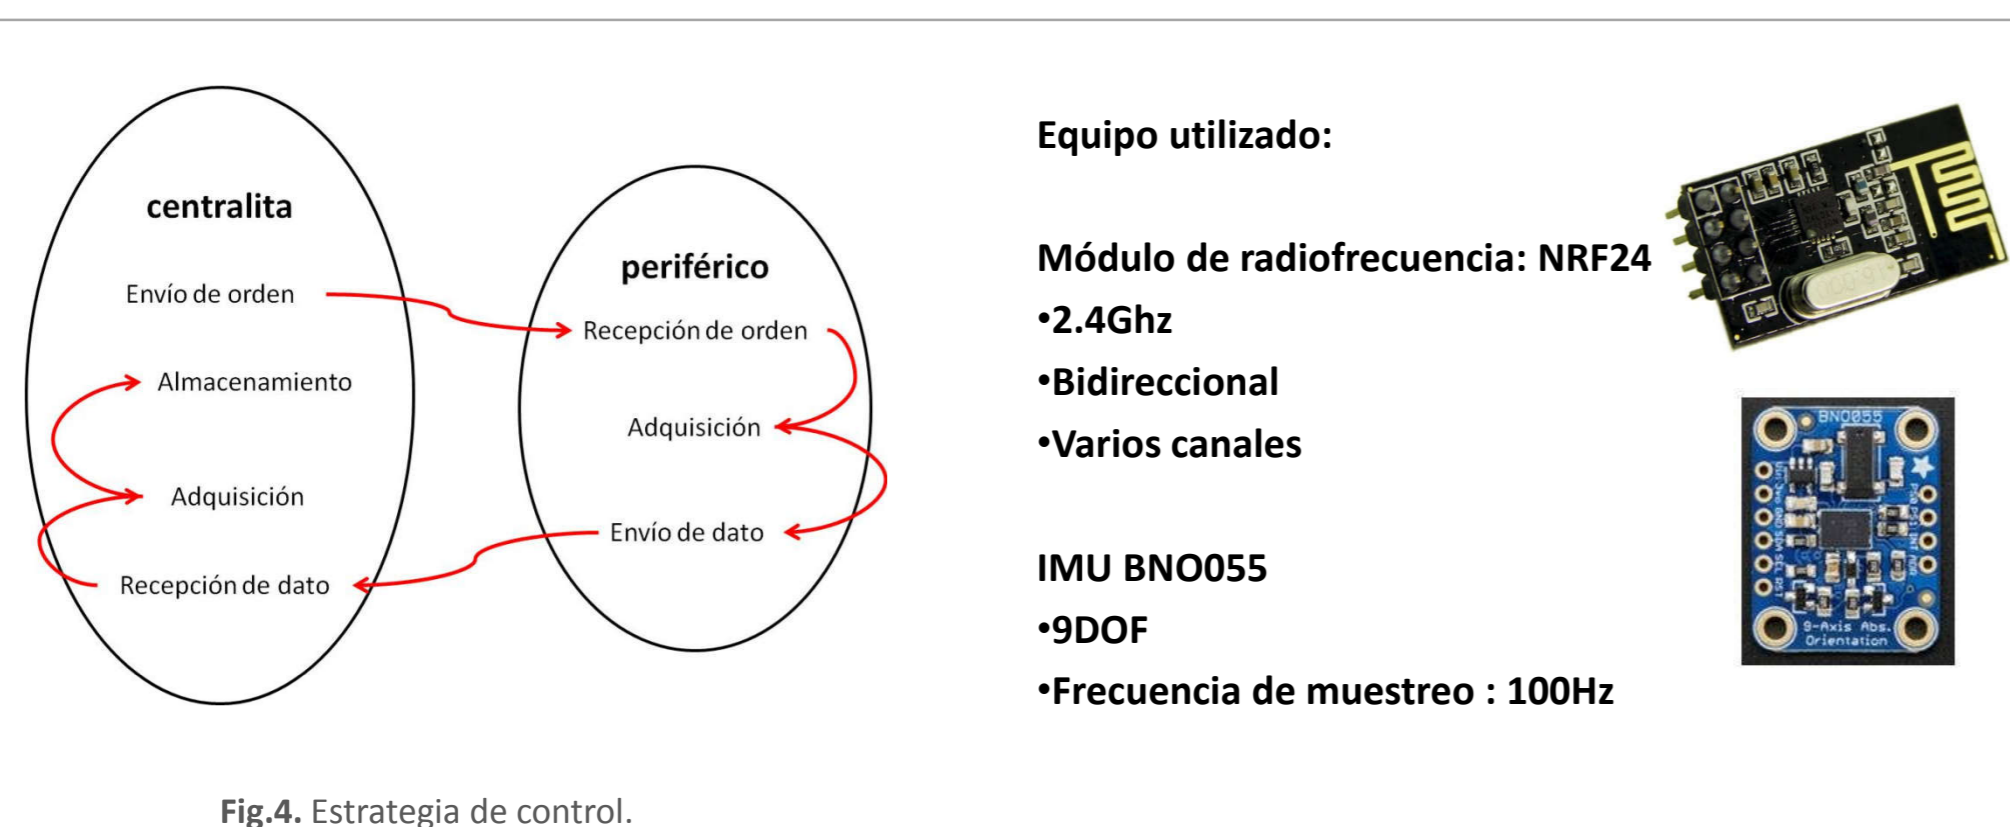 centralita
Envío de orden
Almacenamiento
Adquisición
Recepción de dato
periférico
Recepción de orden
Adquisición
Envío de dato
Fig.4. Estrategia de control.
Equipo utilizado:
Módulo de radiofrecuencia: NRF24
•2.4Ghz
•Bidireccional
•Varios canales
IMU BNO055
•9DOF
•Frecuencia de muestreo : 100Hz
BNO055
9-Axis Abs.
Orientation